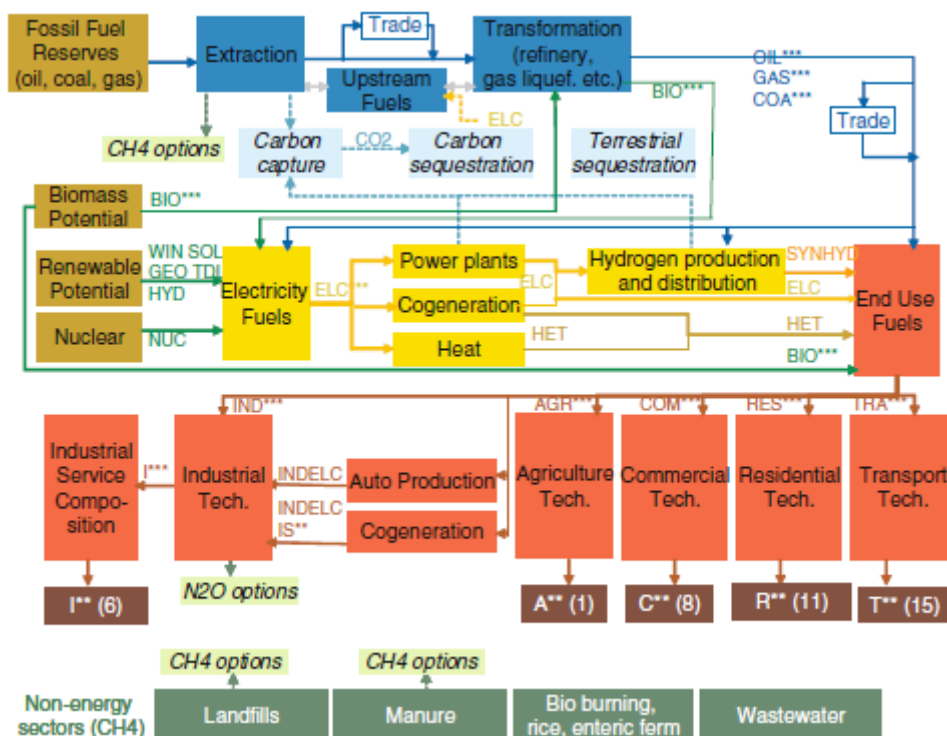 Fossil Fuel
Reserves
(oil, coal, gas)
Extraction
Trade
Transformation
(refinery,
gas liquef. etc.)
Upstream
Fuels
ELC
OIL***
GAS***
COA***
BIO***
Trade
CH4 options
Carbon
capture
CO2
Carbon
sequestration
Terrestrial
sequestration
Biomass
Potential
BIO***
Renewable
Potential
WIN SOL
GEO TDL
HYD
Nuclear
NUC
Electricity
Fuels
ELC***
Power plants
Cogeneration
Heat
ELC
HET
Hydrogen production
and distribution
SYNHYD
ELC
HET
BIO***
End Use
Fuels
IND***
AGR***
COM***
RES***
TRA***
Industrial
Service
Compo-
sition
I***
Industrial
Tech.
INDELC
Auto Production
INDELC
IS**
Cogeneration
Agriculture
Tech.
Commercial
Tech.
Residential
Tech.
Transport
Tech.
I** (6)
N2O options
A** (1)
C** (8)
R** (11)
T** (15)
CH4 options
CH4 options
Non-energy
sectors (CH4)
Landfills
Manure
Bio burning,
rice, enteric ferm
Wastewater